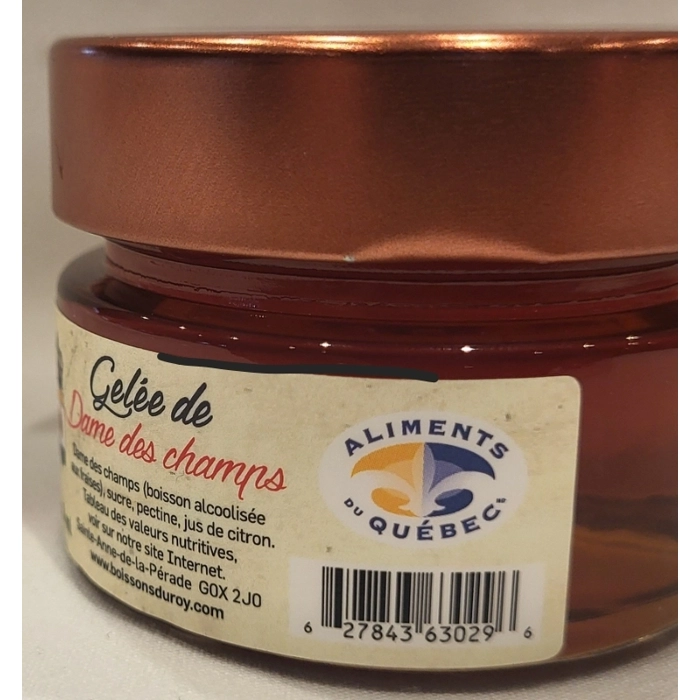 Gelée de
Dame des champs
Dame des champs (boisson alcoolisée
aux fraises), sucre, pectine, jus de citron.
Tableau des valeurs nutritives,
voir sur notre site Internet.
Sainte-Anne-de-la-Pérade G0X 2J0
www.boissonsduroy.com
ALIMENTS
DU QUÉBEC
6 27843 63029 6